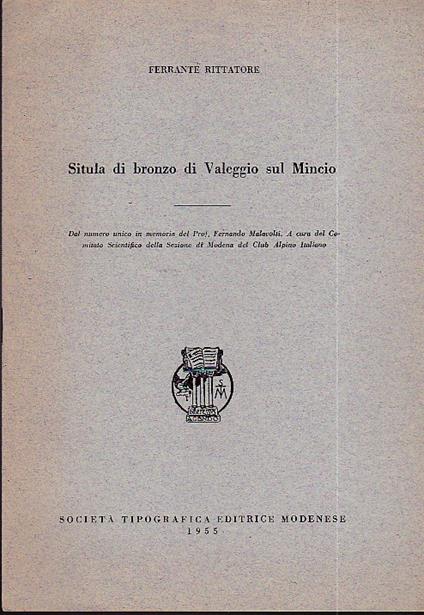 FERRANTE RITTATORE
Situla di bronzo di Valeggio sul Mincio
Dal numero unico in memoria del Prof. Fernando Malavolti. A cura del Co-
mitato Scientifico della Sezione di Modena del Club Alpino Italiano
S
M
SOCIETÀ TIPOGRAFICA EDITRICE MODENESE
1955